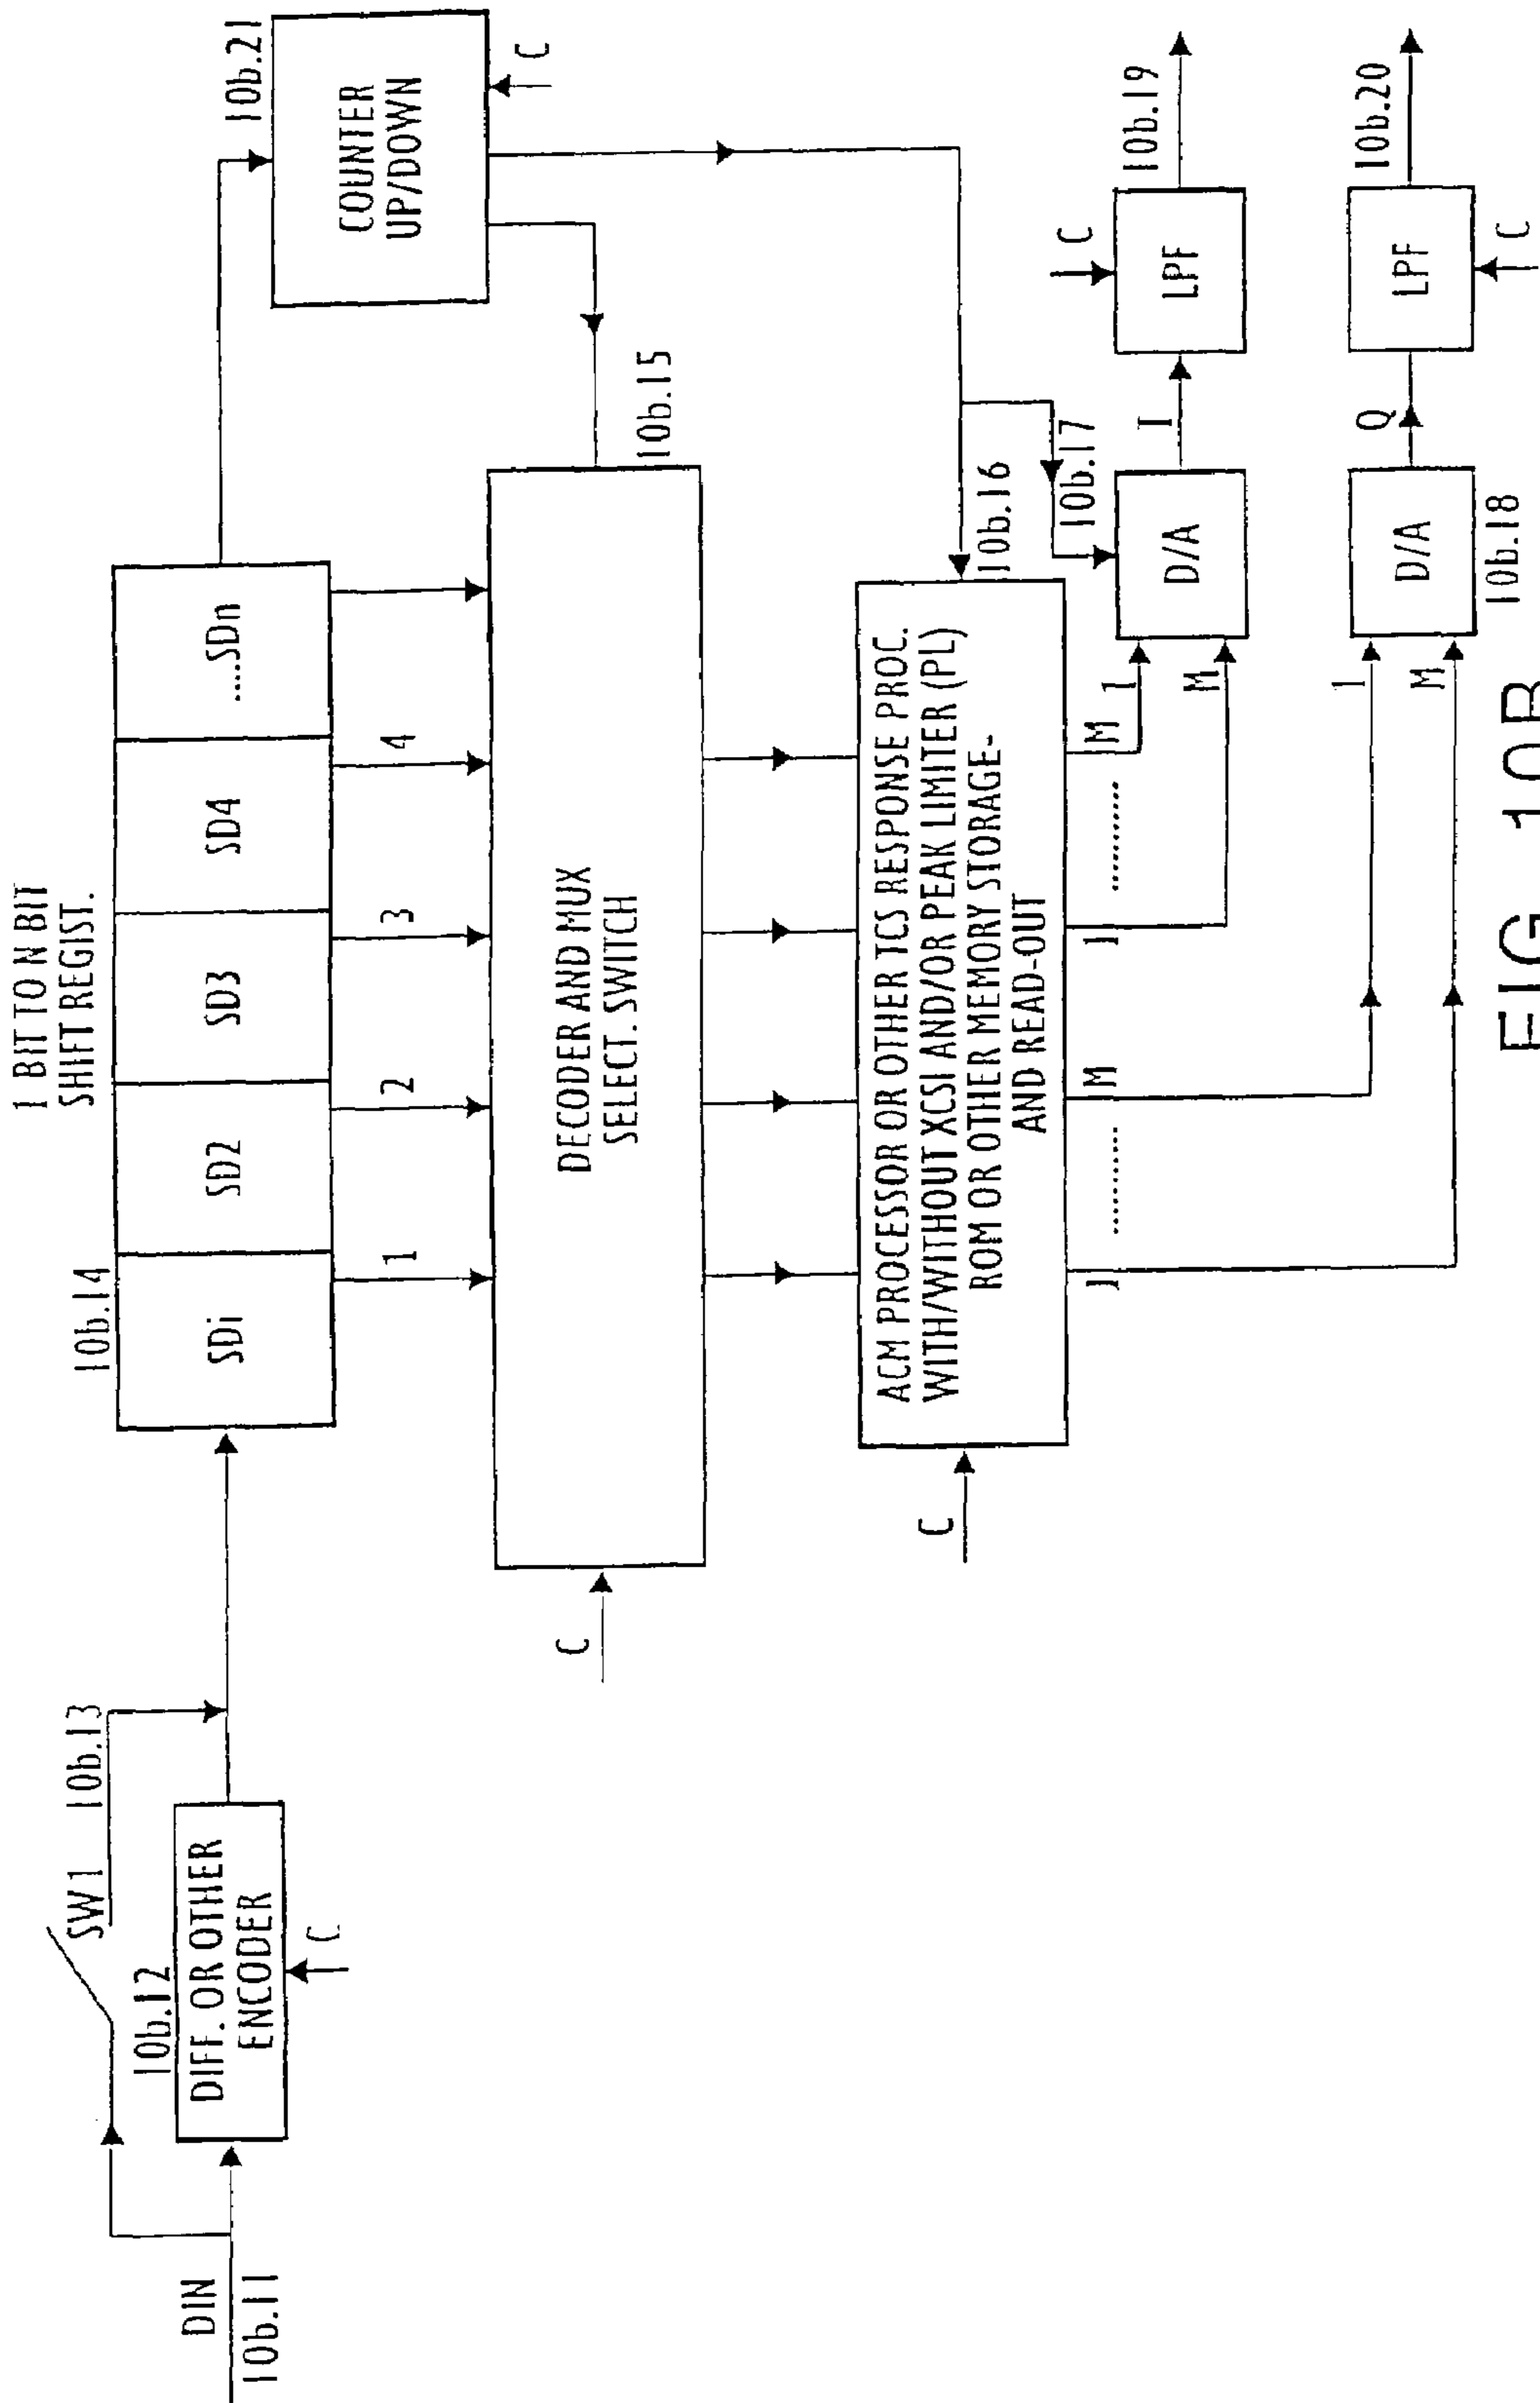 DIN
10b.11
SW1 10b.13
10b.12
DIFF. OR OTHER
ENCODER
C
1 BIT TO N BIT
SHIFT REGIST.
10b.14
SDi
SD2
SD3
SD4
....SDn
1
2
3
4
10b.21
COUNTER
UP/DOWN
C
C
DECODER AND MUX
SELECT. SWITCH
10b.15
C
ACM PROCESSOR OR OTHER TCS RESPONSE PROC.
WITH/WITHOUT XCSI AND/OR PEAK LIMITER (PL)
ROM OR OTHER MEMORY STORAGE-
AND READ-OUT
10b.16
10b.17
1 .......... M
1 .......... M
1
M
D/A
I
C
LPF
10b.19
1
M
D/A
10b.18
Q
LPF
C
10b.20
FIG 10B